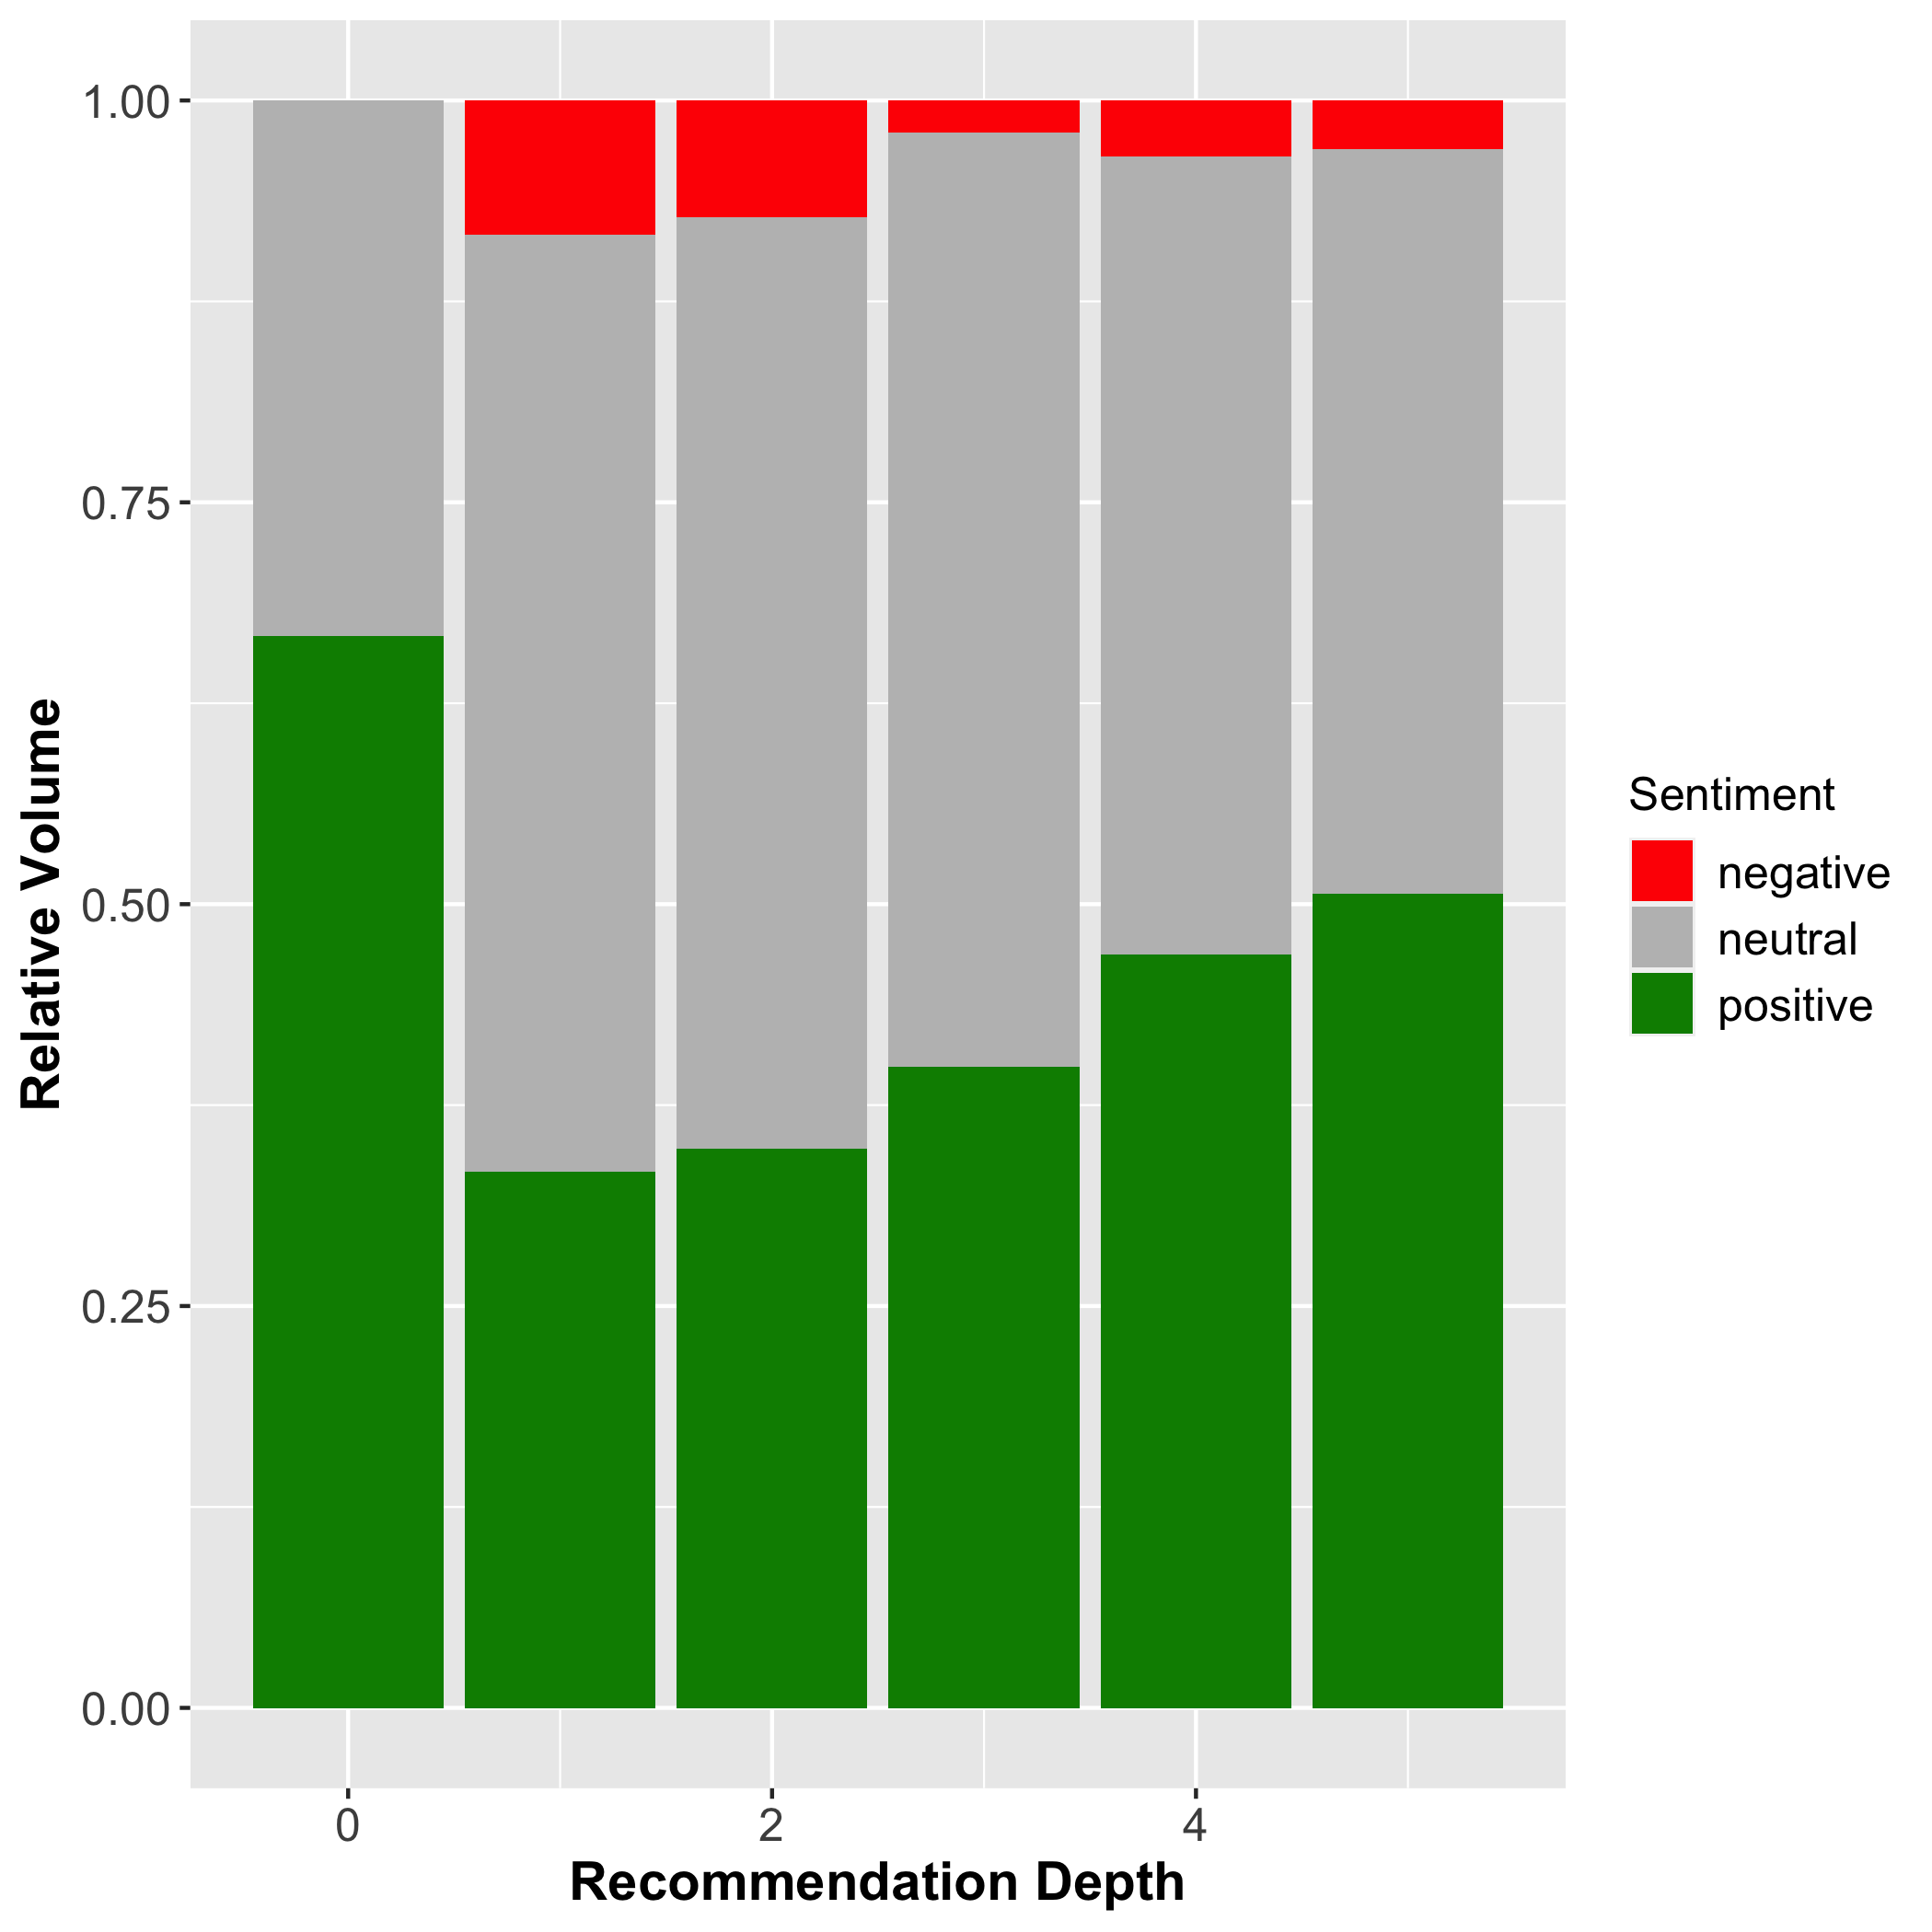 1.00
0.75
0.50
0.25
0.00
Relative Volume
0 2 4
Recommendation Depth
Sentiment
negative
neutral
positive